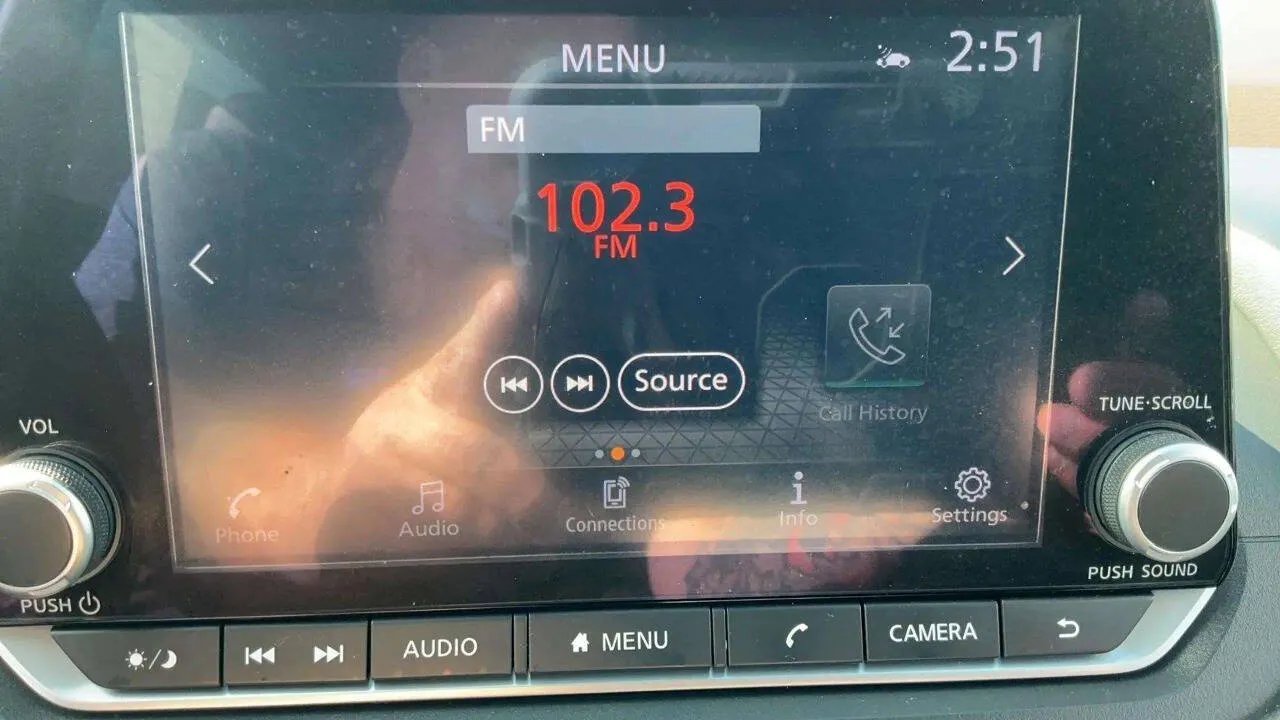 MENU
2:51
FM
102.3
FM
Source
Call History
VOL
TUNE·SCROLL
Phone
Audio
Connections
Info
Settings
PUSH
PUSH SOUND
AUDIO
MENU
CAMERA